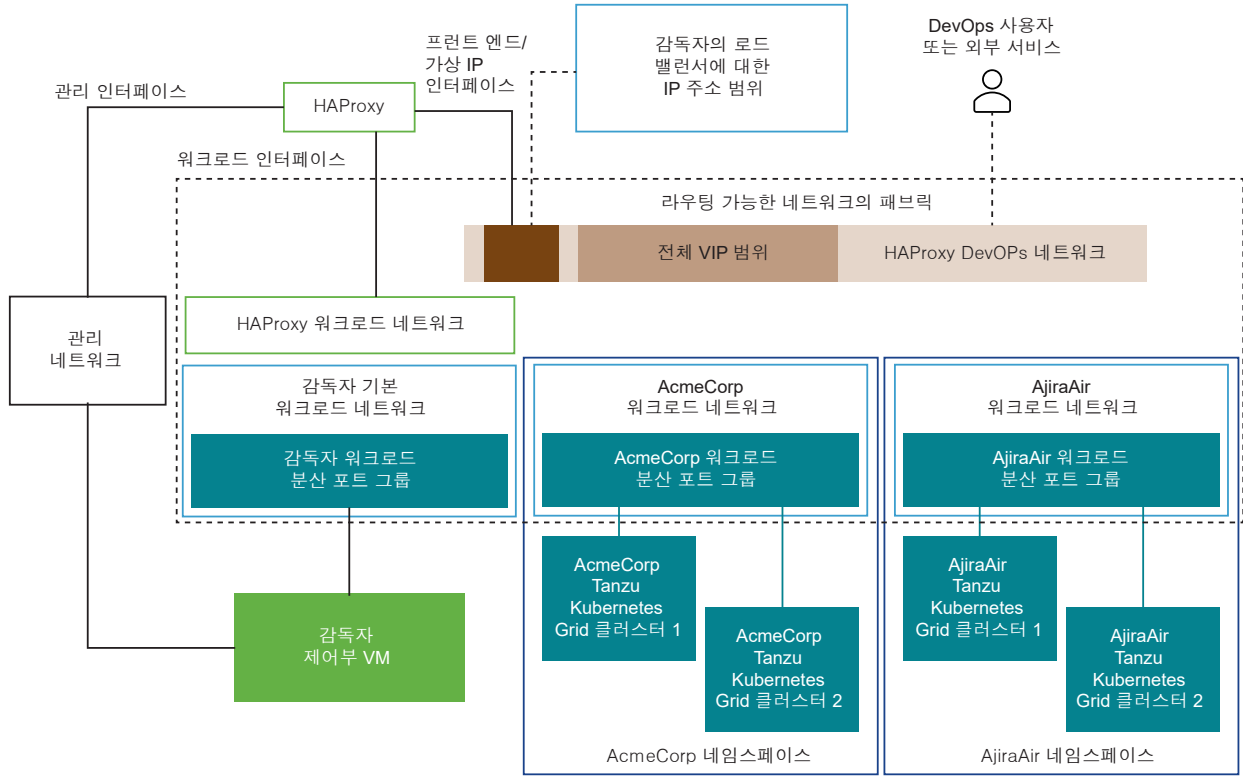 프런트 엔드/
가상 IP
인터페이스
감독자의 로드
밸런서에 대한
IP 주소 범위
DevOps 사용자
또는 외부 서비스
관리 인터페이스
HAProxy
워크로드 인터페이스
라우팅 가능한 네트워크의 패브릭
전체 VIP 범위
HAProxy DevOPs 네트워크
관리
네트워크
HAProxy 워크로드 네트워크
감독자 기본
워크로드 네트워크
감독자 워크로드
분산 포트 그룹
AcmeCorp
워크로드 네트워크
AcmeCorp 워크로드
분산 포트 그룹
AjiraAir
워크로드 네트워크
AjiraAir 워크로드
분산 포트 그룹
감독자
제어부 VM
AcmeCorp
Tanzu
Kubernetes
Grid 클러스터 1
AcmeCorp
Tanzu
Kubernetes
Grid 클러스터 2
AcmeCorp 네임스페이스
AjiraAir
Tanzu
Kubernetes
Grid 클러스터 1
AjiraAir
Tanzu
Kubernetes
Grid 클러스터 2
AjiraAir 네임스페이스